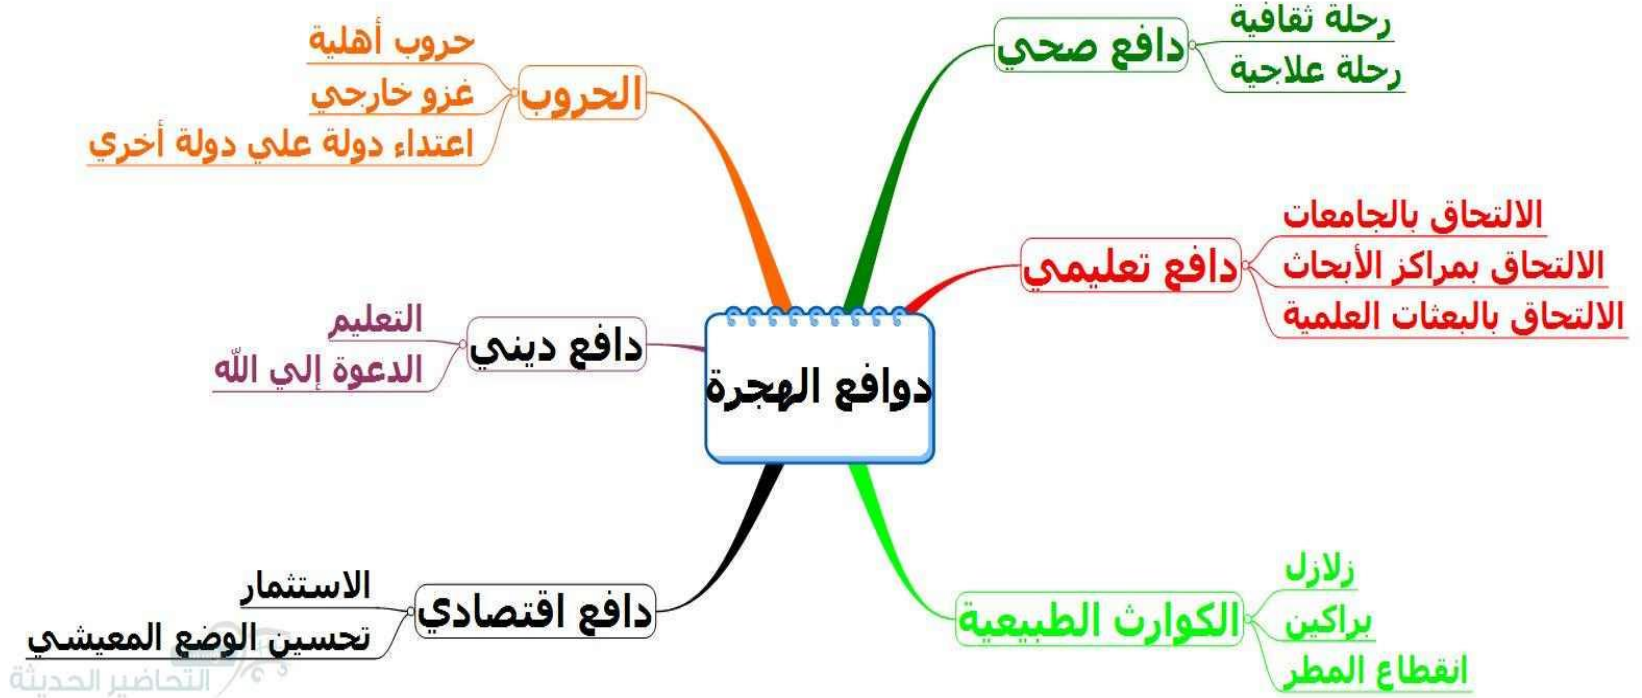 دوافع الهجرة
دافع صحي
رحلة ثقافية
رحلة علاجية
دافع تعليمي
الالتحاق بالجامعات
الالتحاق بمراكز الأبحاث
الالتحاق بالبعثات العلمية
الكوارث الطبيعية
زلازل
براكين
انقطاع المطر
الحروب
حروب أهلية
غزو خارجي
اعتداء دولة علي دولة أخري
دافع ديني
التعليم
الدعوة إلي الله
دافع اقتصادي
الاستثمار
تحسين الوضع المعيشي
التحاضير الحديثة